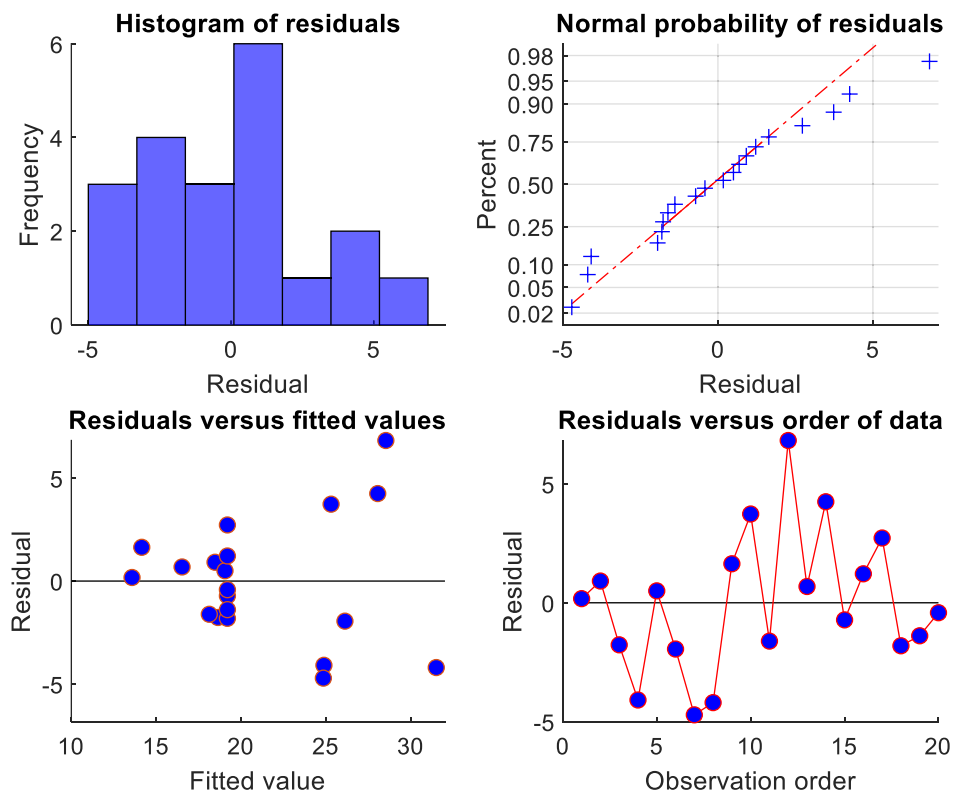 Histogram of residuals
Frequency
6
4
2
0
-5 0 5
Residual
Normal probability of residuals
Percent
0.98
0.95
0.90
0.75
0.50
0.25
0.10
0.05
0.02
-5 0 5
Residual
Residuals versus fitted values
Residual
5
0
-5
10 15 20 25 30
Fitted value
Residuals versus order of data
Residual
5
0
-5
0 5 10 15 20
Observation order